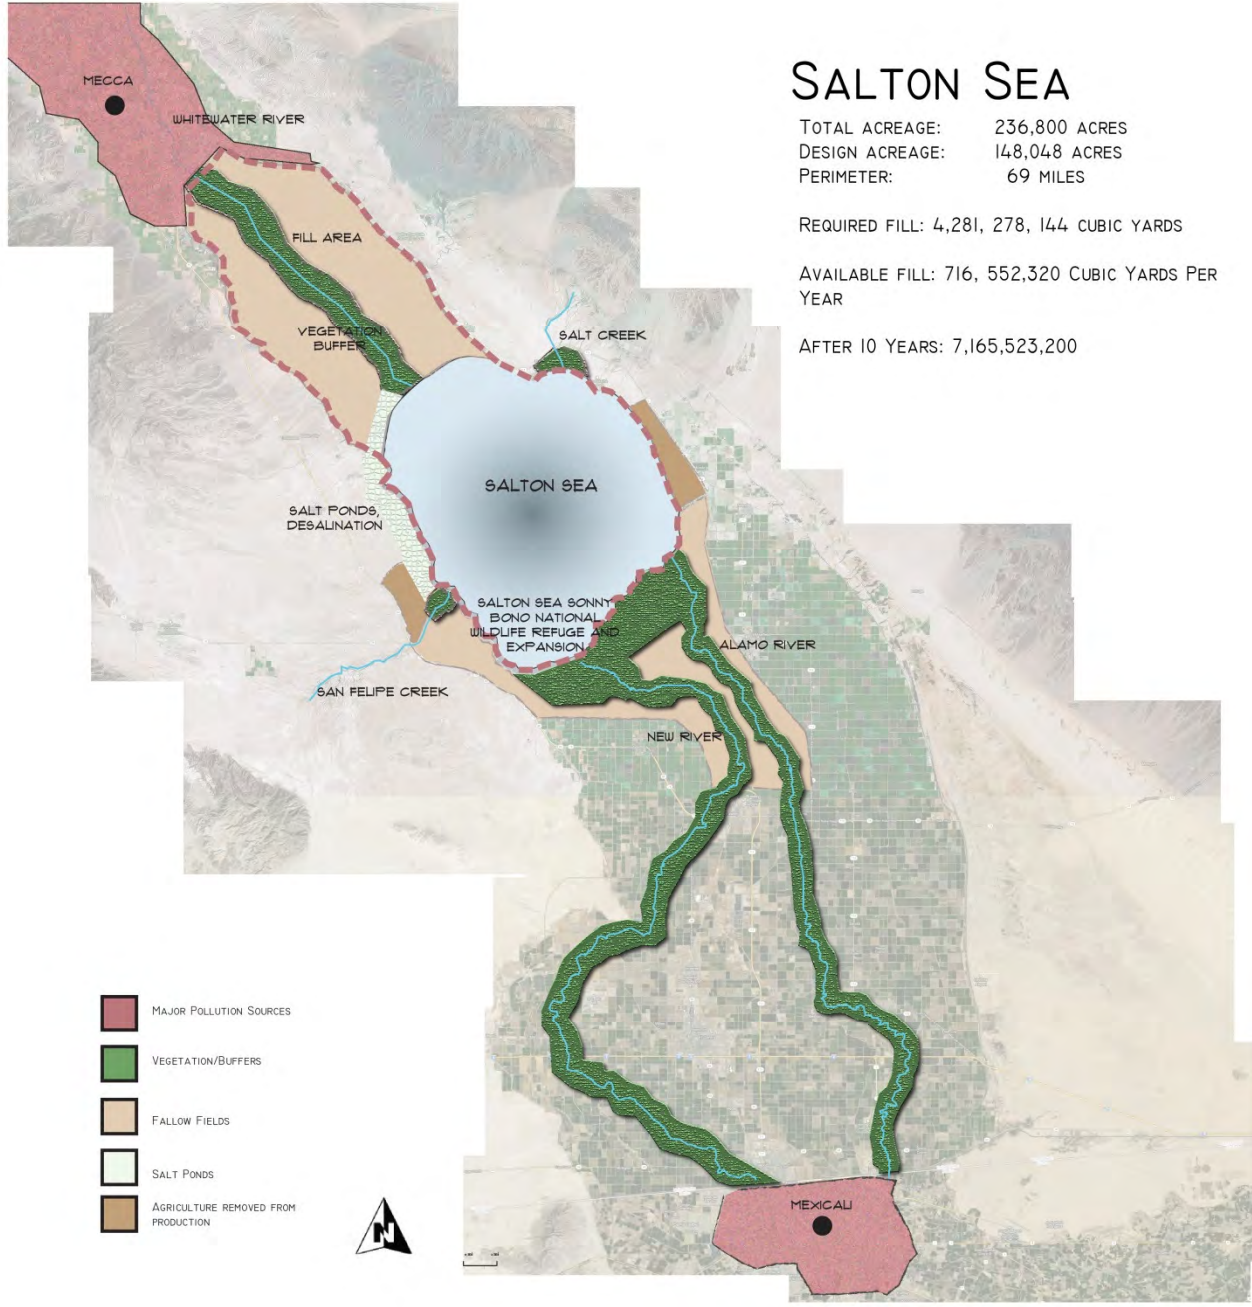 SALTON SEA
TOTAL ACREAGE: 236,800 ACRES
DESIGN ACREAGE: 148,048 ACRES
PERIMETER: 69 MILES
REQUIRED FILL: 4,281, 278, 144 CUBIC YARDS
AVAILABLE FILL: 716, 552,320 CUBIC YARDS PER
YEAR
AFTER 10 YEARS: 7,165,523,200
MECCA
WHITEWATER RIVER
FILL AREA
VEGETATION
BUFFER
SALT CREEK
SALTON SEA
SALT PONDS,
DESALINATION
SALTON SEA SONNY
BONO NATIONAL
WILDLIFE REFUGE AND
EXPANSION
ALAMO RIVER
SAN FELIPE CREEK
NEW RIVER
MAJOR POLLUTION SOURCES
VEGETATION/BUFFERS
FALLOW FIELDS
SALT PONDS
AGRICULTURE REMOVED FROM
PRODUCTION
N
MEXICALI